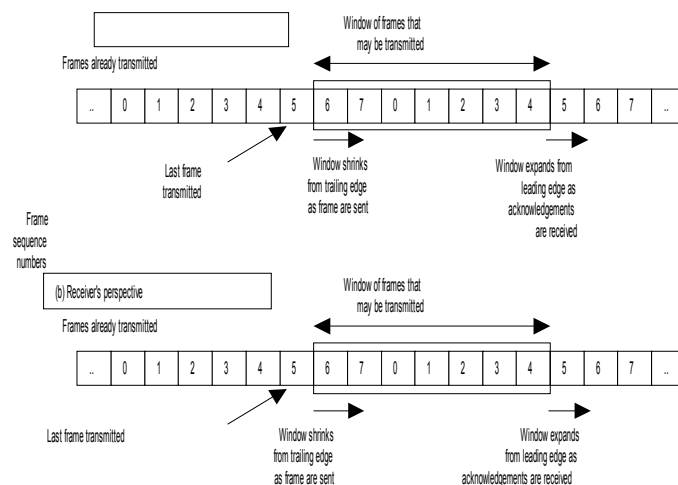 Window of frames that
may be transmitted
Frames already transmitted
.. 0 1 2 3 4 5 6 7 0 1 2 3 4 5 6 7 ..
Last frame
transmitted
Window shrinks
from trailing edge
as frame are sent
Window expands from
leading edge as
acknowledgements
are received
Frame
sequence
numbers
(b) Receiver's perspective
Window of frames that
may be transmitted
Frames already transmitted
.. 0 1 2 3 4 5 6 7 0 1 2 3 4 5 6 7 ..
Last frame transmitted
Window shrinks
from trailing edge
as frame are sent
Window expands
from leading edge as
acknowledgements are received